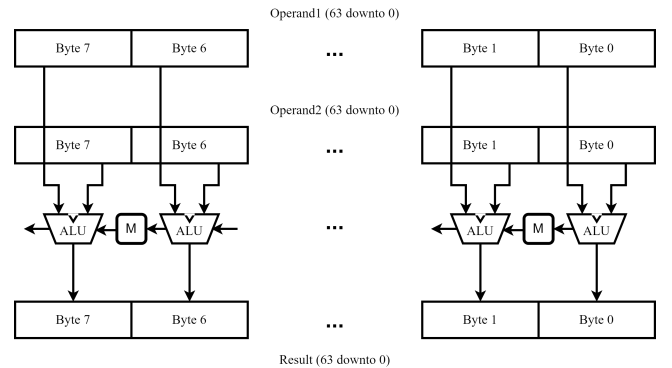 Operand1 (63 downto 0)
Byte 7 Byte 6 ... Byte 1 Byte 0
Operand2 (63 downto 0)
Byte 7 Byte 6 ... Byte 1 Byte 0
ALU M ALU ... ALU M ALU
Byte 7 Byte 6 ... Byte 1 Byte 0
Result (63 downto 0)